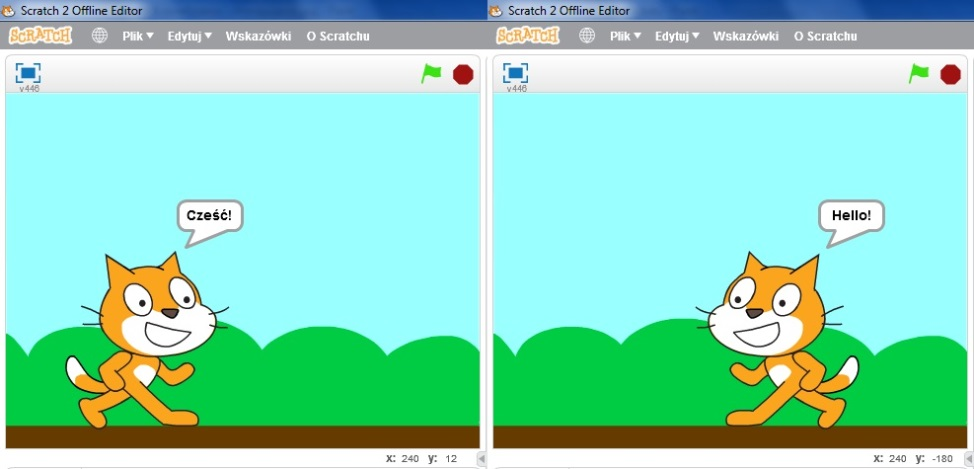 Scratch 2 Offline Editor
SCRATCH Plik Edytuj Wskazówki O Scratchu
v446
Cześć!
x: 240 y: 12
Scratch 2 Offline Editor
SCRATCH Plik Edytuj Wskazówki O Scratchu
v446
Hello!
x: 240 y: -180